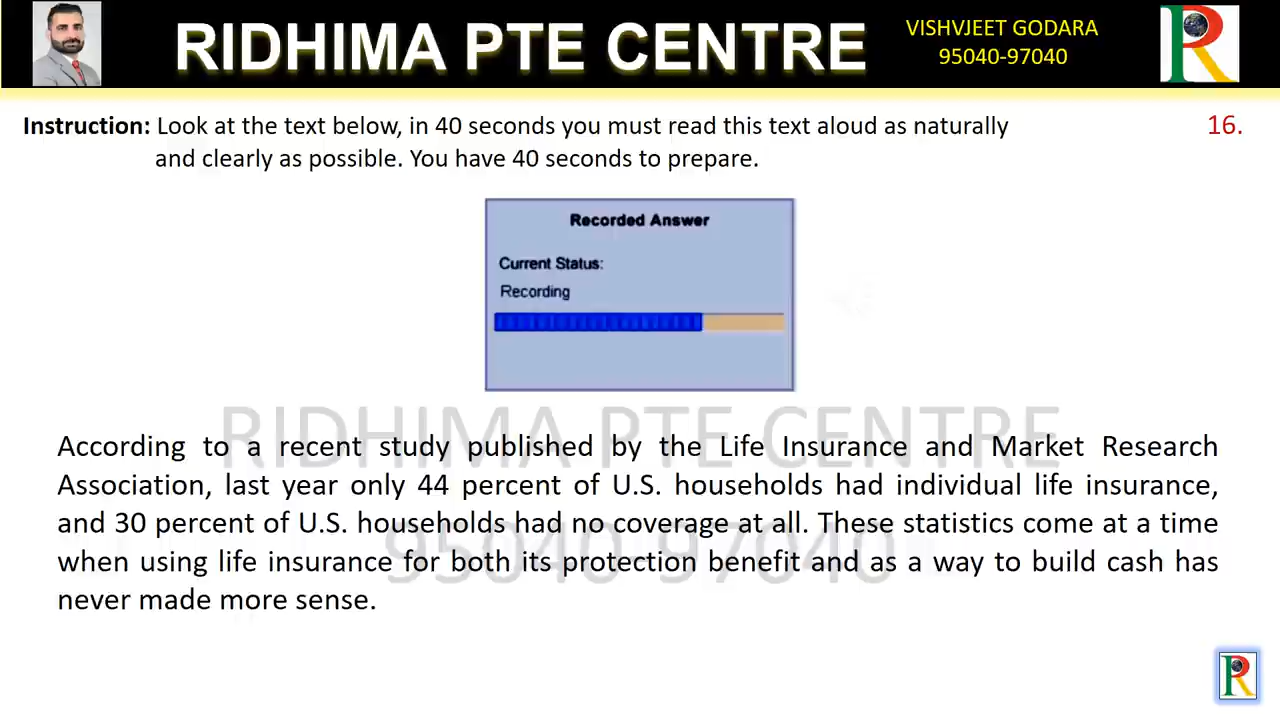 RIDHIMA PTE CENTRE
VISHVJEET GODARA
95040-97040
Instruction: Look at the text below, in 40 seconds you must read this text aloud as naturally
and clearly as possible. You have 40 seconds to prepare.
16.
Recorded Answer
Current Status:
Recording
RIDHIMA PTE CENTRE
95040-97040
According to a recent study published by the Life Insurance and Market Research
Association, last year only 44 percent of U.S. households had individual life insurance,
and 30 percent of U.S. households had no coverage at all. These statistics come at a time
when using life insurance for both its protection benefit and as a way to build cash has
never made more sense.